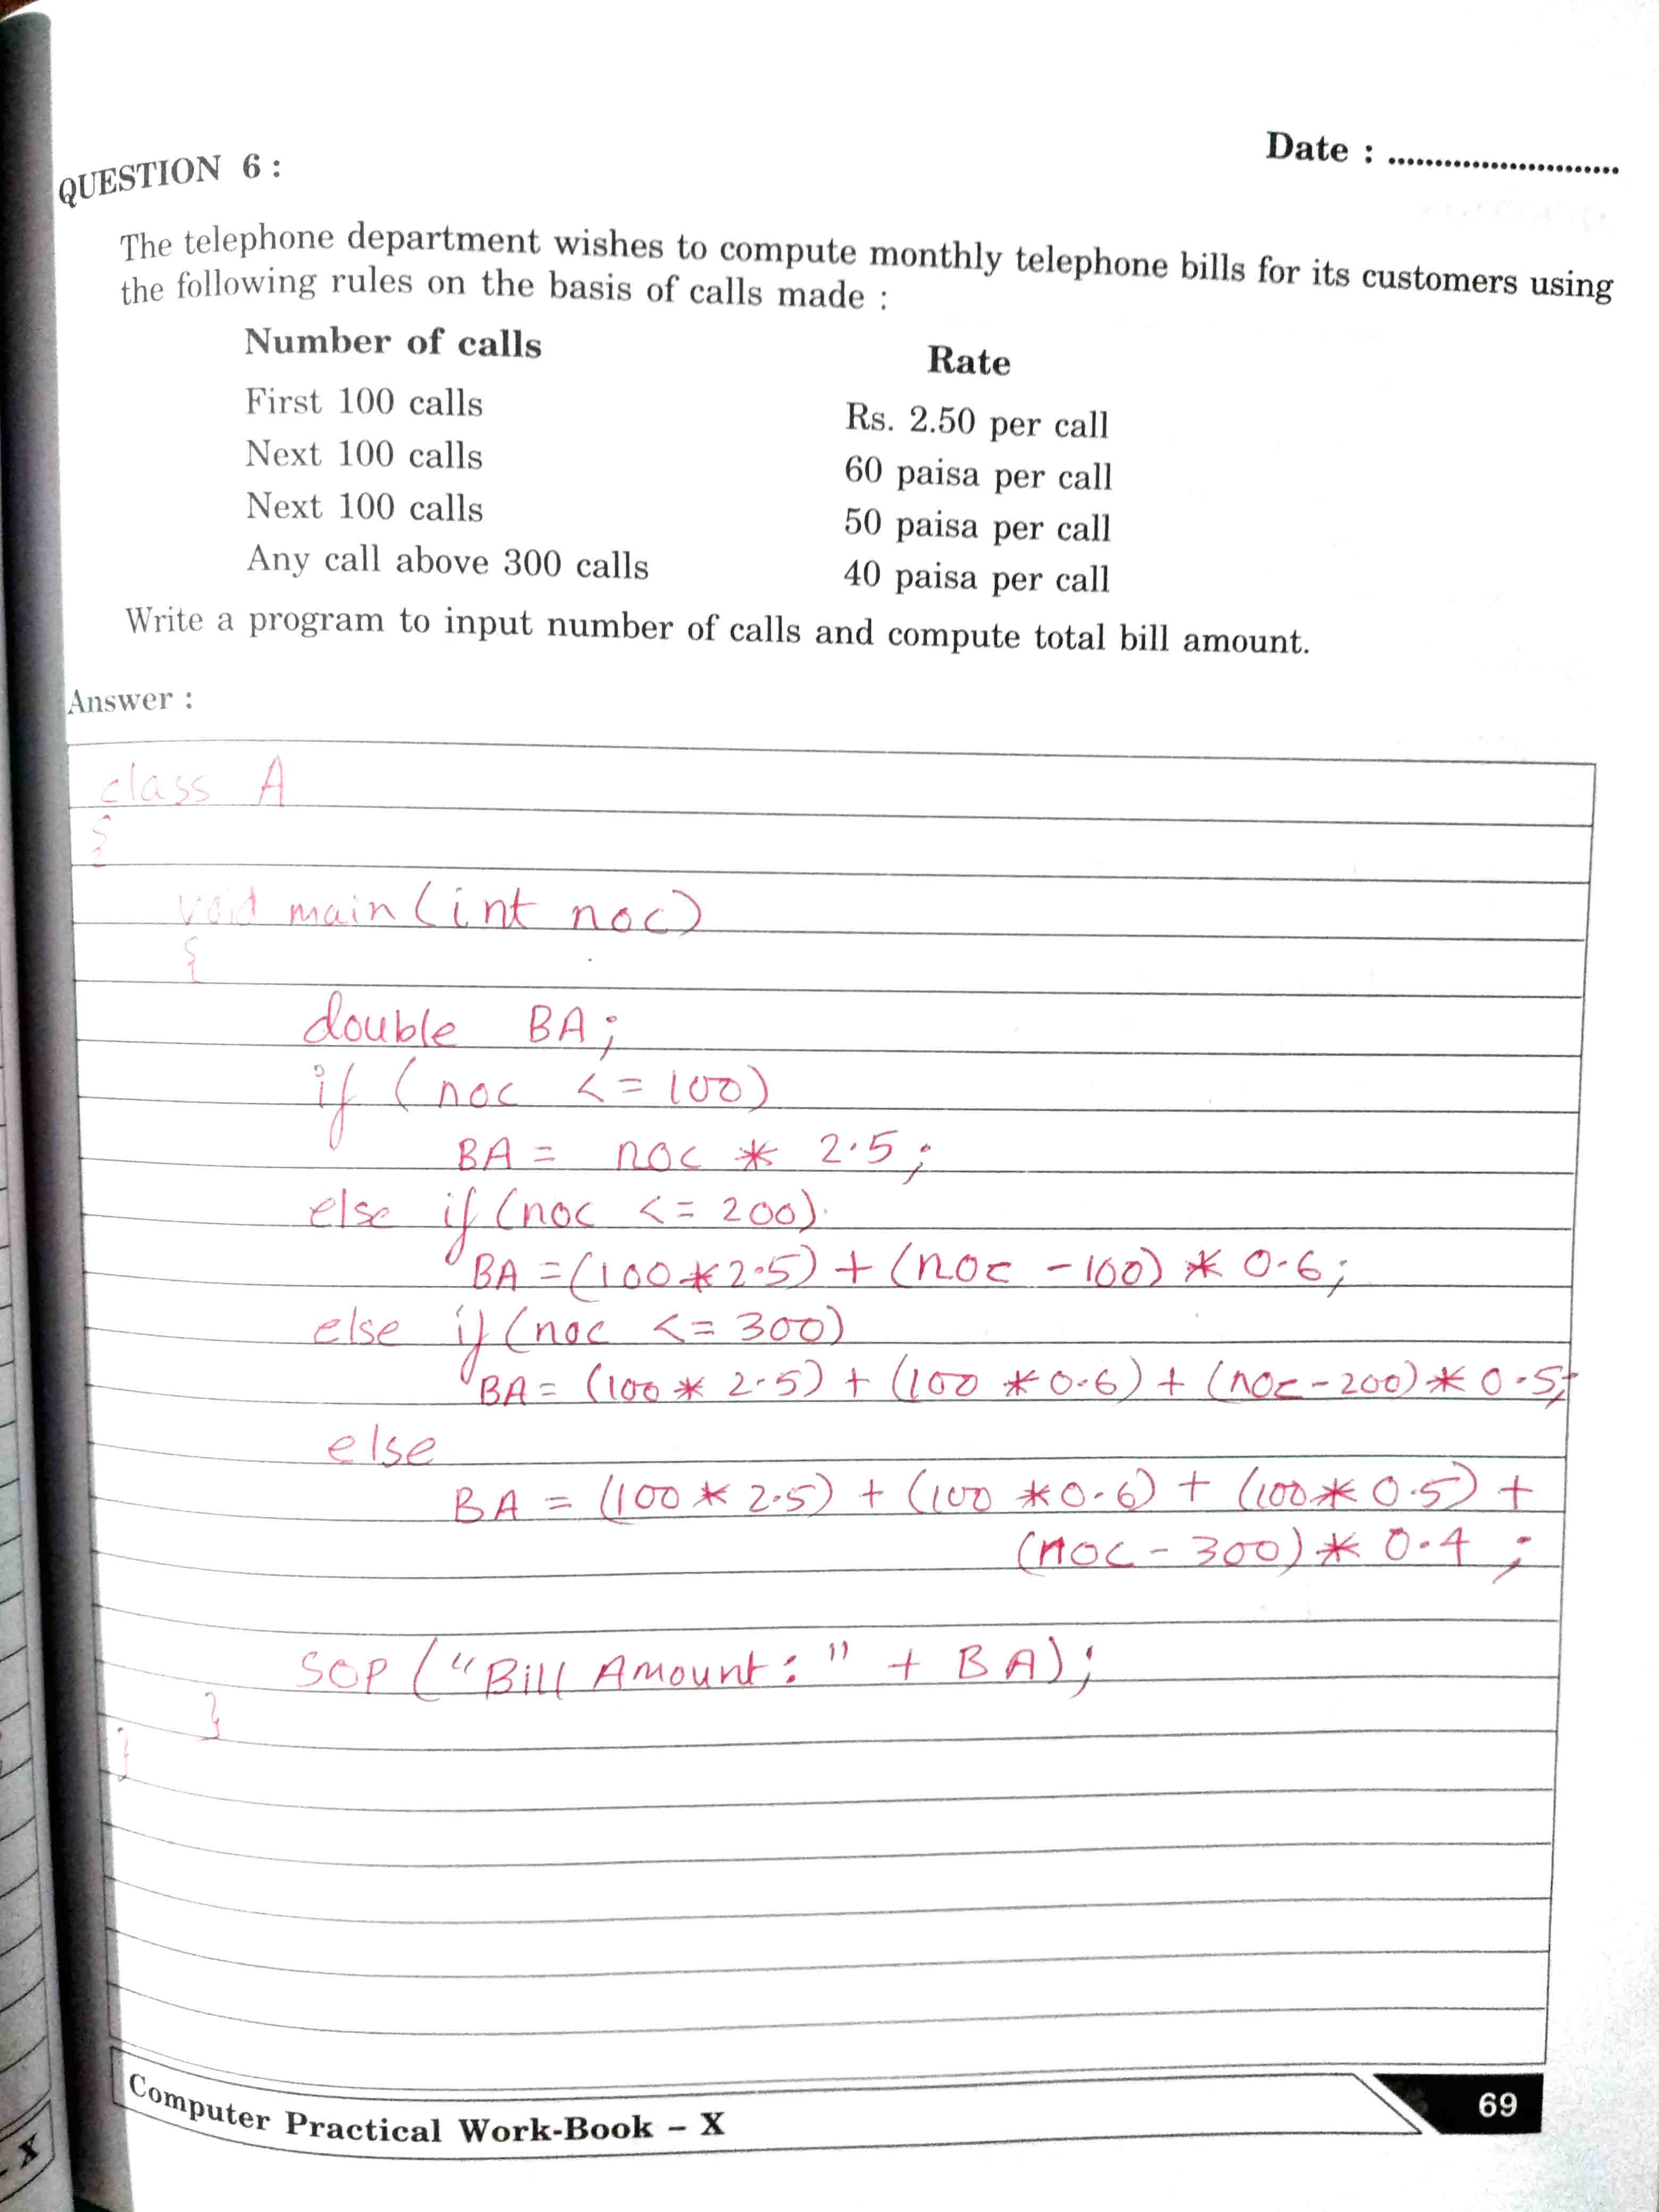 Date : ..........................
QUESTION 6 :
The telephone department wishes to compute monthly telephone bills for its customers using
the following rules on the basis of calls made :
Number of calls Rate
First 100 calls Rs. 2.50 per call
Next 100 calls 60 paisa per call
Next 100 calls 50 paisa per call
Any call above 300 calls 40 paisa per call
Write a program to input number of calls and compute total bill amount.
Answer :
class A
{
void main (int noc)
{
double BA;
if (noc <= 100)
BA = noc * 2.5;
else if (noc <= 200)
BA = (100 * 2.5) + (noc - 100) * 0.6;
else if (noc <= 300)
BA = (100 * 2.5) + (100 * 0.6) + (noc - 200) * 0.5;
else
BA = (100 * 2.5) + (100 * 0.6) + (100 * 0.5) +
(noc - 300) * 0.4 ;
SOP ("Bill Amount : " + BA);
}
}
Computer Practical Work-Book – X
69
- X